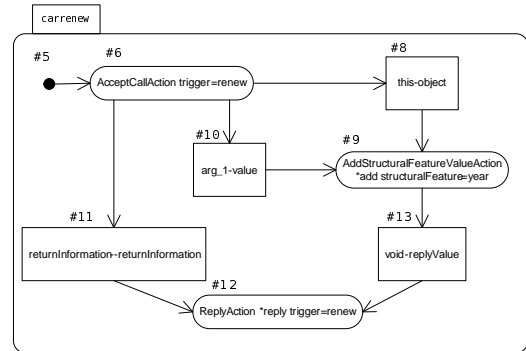 carrenew
#5
#6
AcceptCallAction trigger=renew
#8
this-object
#10
arg_1-value
#9
AddStructuralFeatureValueAction
*add structuralFeature=year
#11
returnInformation--returnInformation
#13
void-replyValue
#12
ReplyAction *reply trigger=renew